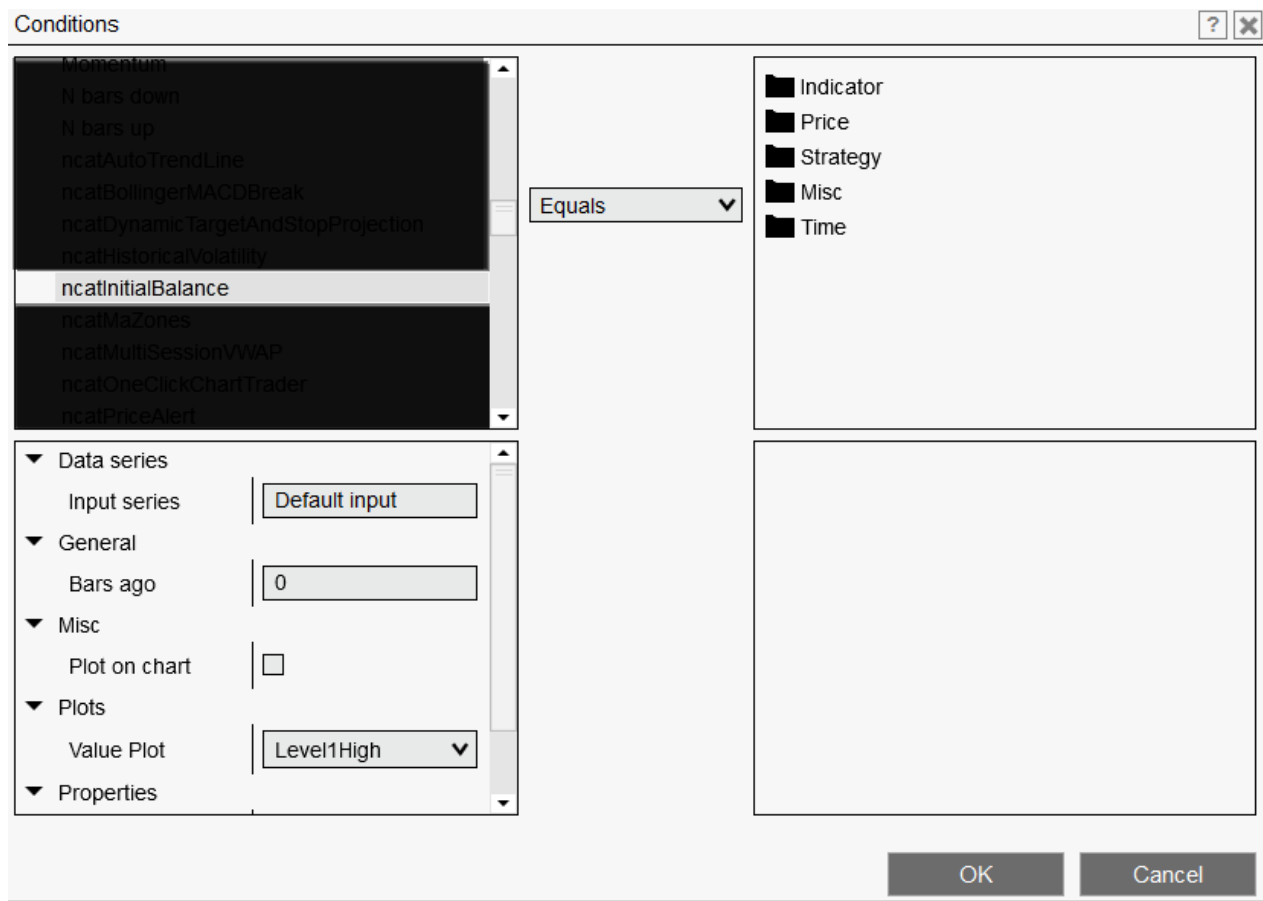 Conditions
?
Momentum
N bars down
N bars up
ncatAutoTrendLine
ncatBollingerMACDBreak
ncatDynamicTargetAndStopProjection
ncatHistoricalVolatility
ncatInitialBalance
ncatMaZones
ncatMultiSessionVWAP
ncatOneClickChartTrader
ncatPriceAlert
Equals
Indicator
Price
Strategy
Misc
Time
Data series
Input series Default input
General
Bars ago 0
Misc
Plot on chart
Plots
Value Plot Level1High
Properties
OK Cancel